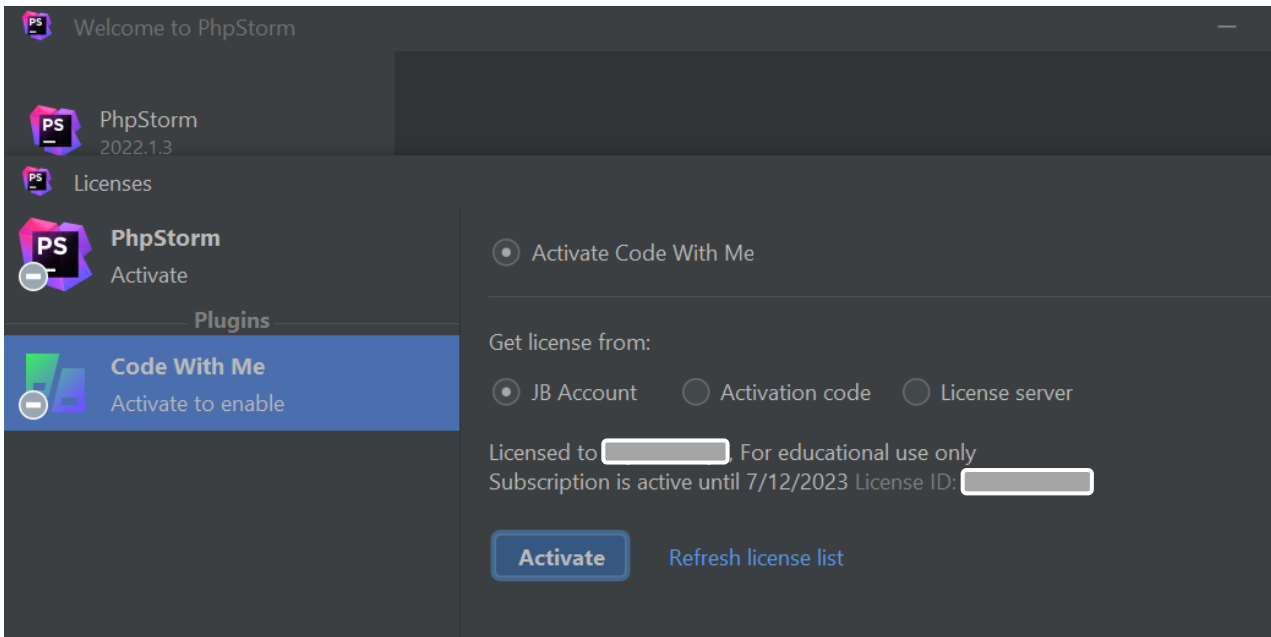 PS
Welcome to PhpStorm
PS
PhpStorm
2022.1.3
PS
Licenses
PS
PhpStorm
Activate
Plugins
Code With Me
Activate to enable
Activate Code With Me
Get license from:
JB Account
Activation code
License server
Licensed to , For educational use only
Subscription is active until 7/12/2023 License ID:
Activate
Refresh license list